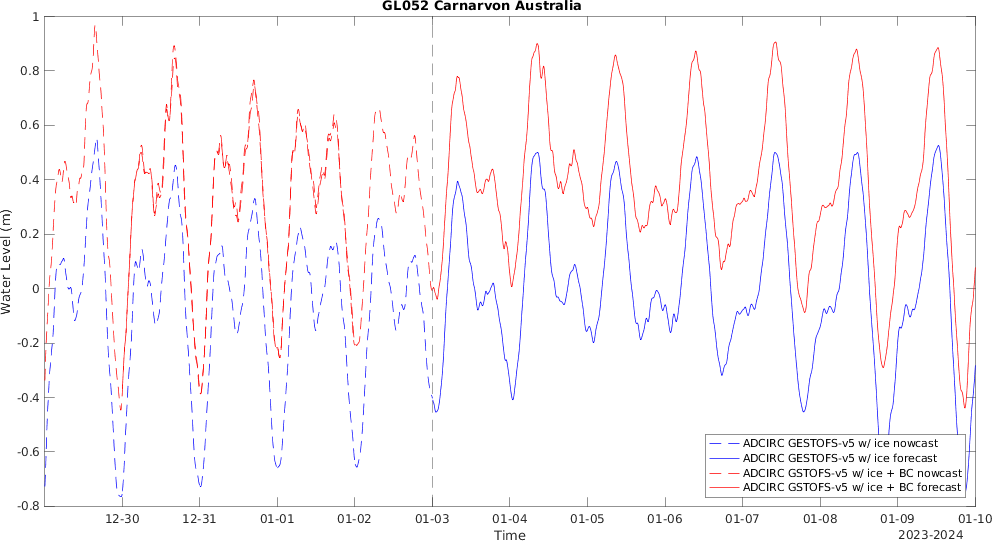 GL052 Carnarvon Australia
1
0.8
0.6
0.4
0.2
0
-0.2
-0.4
-0.6
-0.8
Water Level (m)
ADCIRC GESTOFS-v5 w/ ice nowcast
ADCIRC GESTOFS-v5 w/ ice forecast
ADCIRC GSTOFS-v5 w/ ice + BC nowcast
ADCIRC GSTOFS-v5 w/ ice + BC forecast
12-30 12-31 01-01 01-02 01-03 01-04 01-05 01-06 01-07 01-08 01-09 01-10
Time
2023-2024